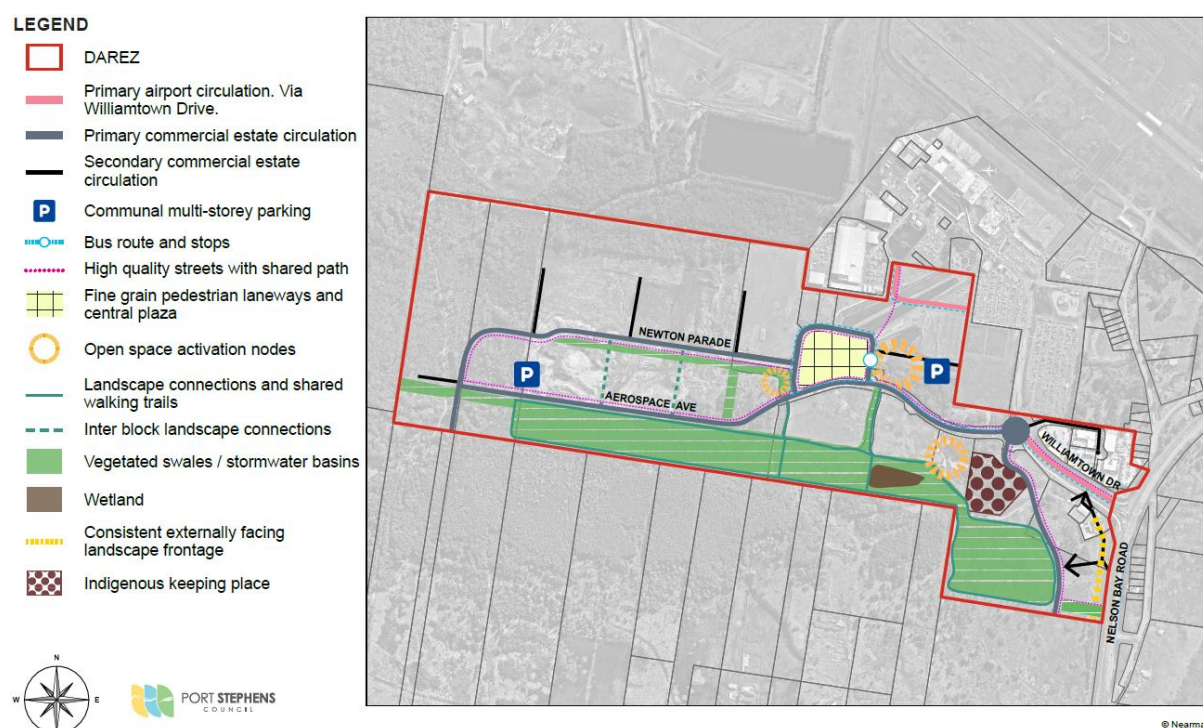 LEGEND
DAREZ
Primary airport circulation. Via
Williamtown Drive.
Primary commercial estate circulation
Secondary commercial estate
circulation
P
Communal multi-storey parking
Bus route and stops
High quality streets with shared path
Fine grain pedestrian laneways and
central plaza
Open space activation nodes
Landscape connections and shared
walking trails
Inter block landscape connections
Vegetated swales / stormwater basins
Wetland
Consistent externally facing
landscape frontage
Indigenous keeping place
N
W
E
S
PORT STEPHENS
COUNCIL
NEWTON PARADE
P
P
AEROSPACE AVE
WILLIAMTOWN DR
NELSON BAY ROAD